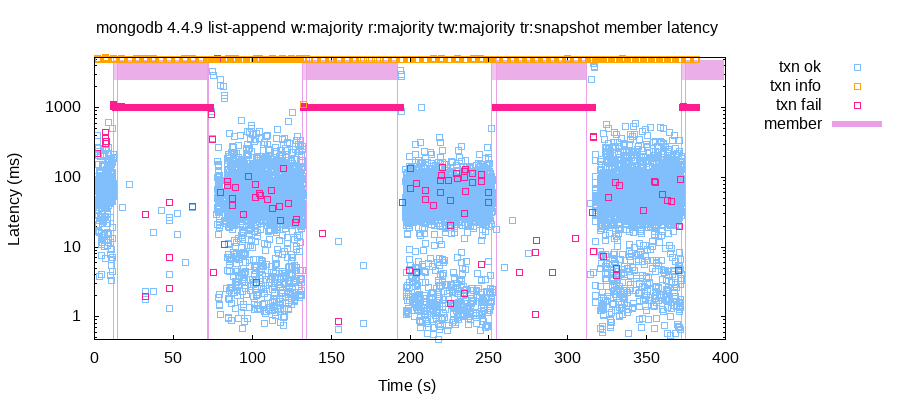 mongodb 4.4.9 list-append w:majority r:majority tw:majority tr:snapshot member latency
txn ok
txn info
txn fail
member
Latency (ms)
1000
100
10
1
0 50 100 150 200 250 300 350 400
Time (s)